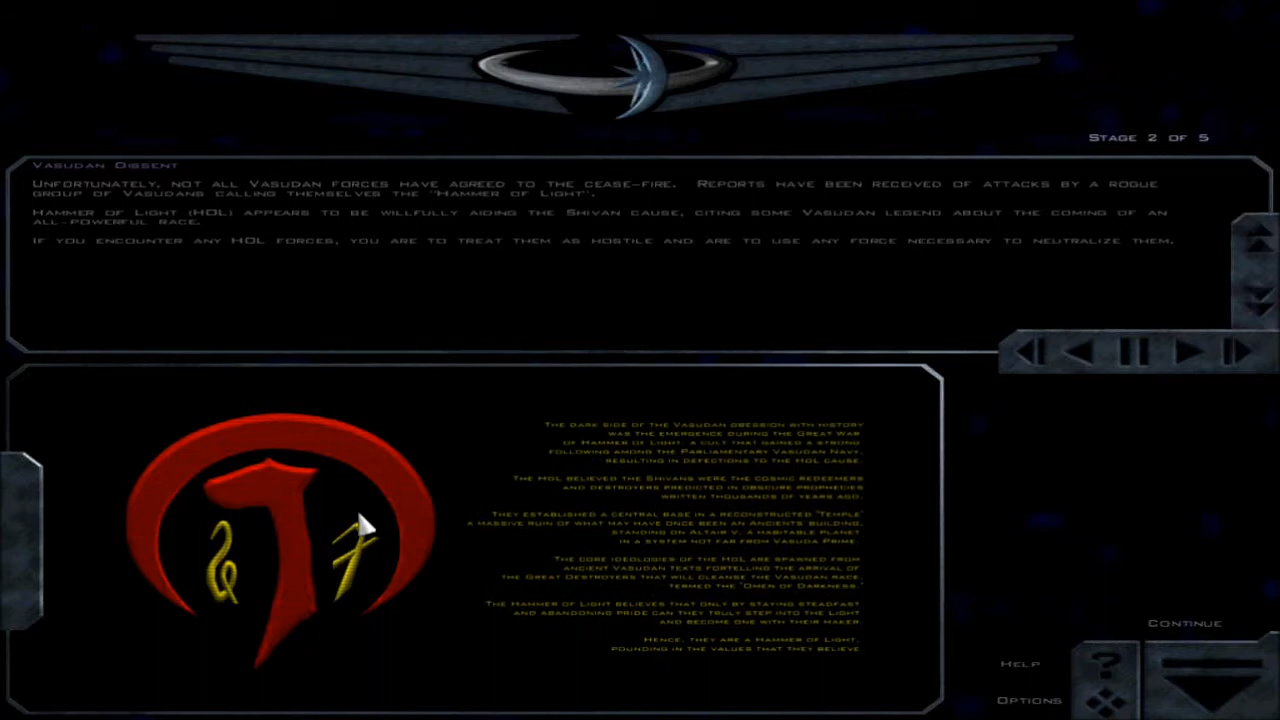 Stage 2 of 5
Vasudan Dissent
Unfortunately, not all Vasudan forces have agreed to the cease-fire. Reports have been received of attacks by a rogue
group of Vasudans calling themselves the "Hammer of Light".
Hammer of Light (HOL) appears to be willfully aiding the Shivan cause, citing some Vasudan legend about the coming of an
all-powerful race.
If you encounter any HOL forces, you are to treat them as hostile and are to use any force necessary to neutralize them.
The dark side of the Vasudan obession with history
was the emergence during the Great War
of Hammer of Light, a cult that gained a strong
following among the Parliamentary Vasudan Navy,
resulting in defections to the HoL cause.
The HoL believed the Shivans were the cosmic redeemers
and destroyers predicted in obscure prophecies
written thousands of years ago.
They established a central base in a reconstructed "Temple"
a massive ruin of what may have once been an Ancients building,
standing on Altair V, a habitable planet
in a system not far from Vasuda Prime.
The core ideologies of the HoL are spawned from
ancient Vasudan texts fortelling the arrival of
the Great Destroyers that will cleanse the Vasudan race,
termed the "Omen of Darkness."
The Hammer of Light believes that only by staying steadfast
and abandoning pride can they truly step into the light
and become one with their maker.
Hence, they are a Hammer of Light,
pounding in the values that they believe
Continue
Help
Options